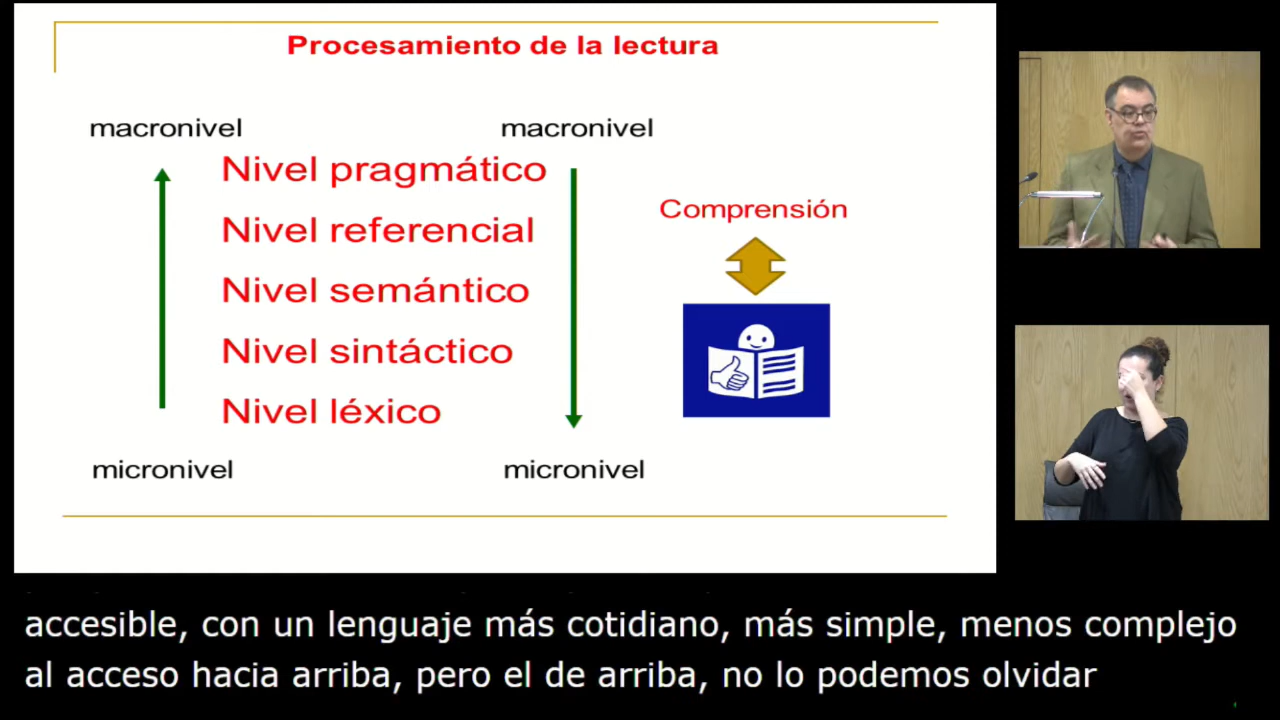 Procesamiento de la lectura
macronivel
macronivel
Nivel pragmático
Nivel referencial
Nivel semántico
Nivel sintáctico
Nivel léxico
Comprensión
micronivel
micronivel
accesible, con un lenguaje más cotidiano, más simple, menos complejo
al acceso hacia arriba, pero el de arriba, no lo podemos olvidar